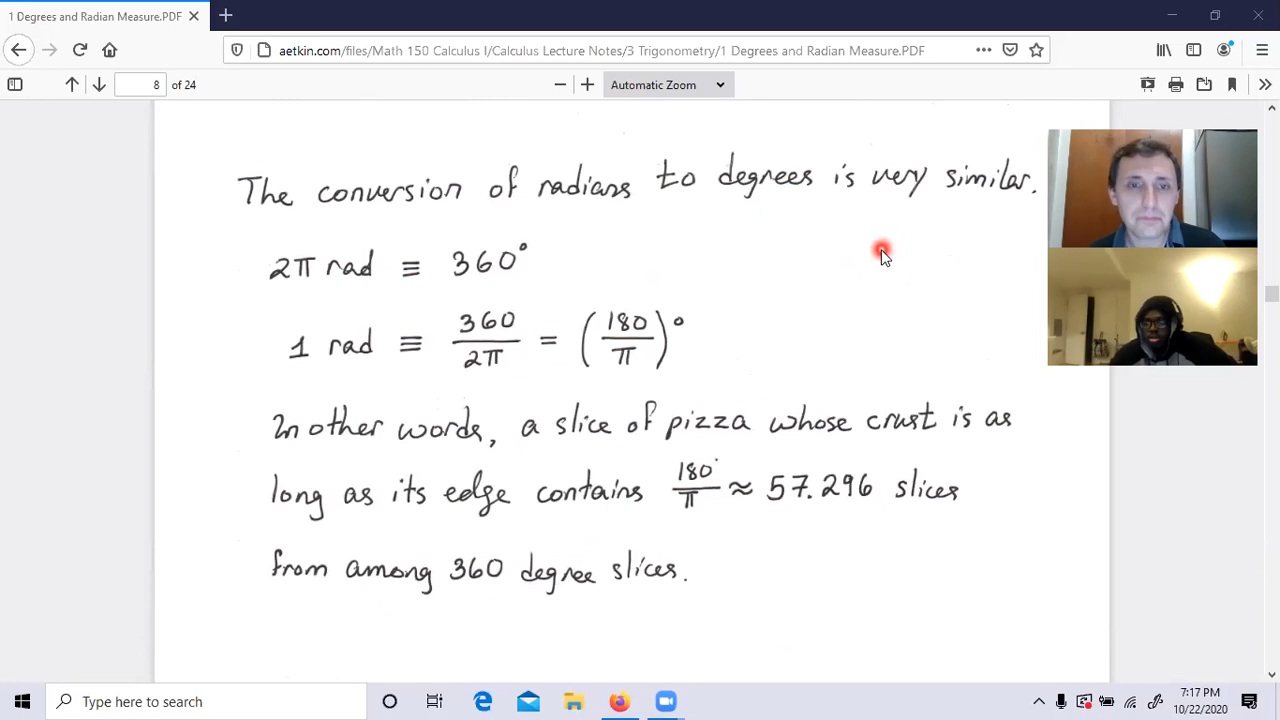 1 Degrees and Radian Measure.PDF
aetkin.com/files/Math 150 Calculus I/Calculus Lecture Notes/3 Trigonometry/1 Degrees and Radian Measure.PDF
8 of 24
Automatic Zoom
The conversion of radians to degrees is very similar.
2π rad ≡ 360°
1 rad ≡ 360/2π = (180/π)°
In other words, a slice of pizza whose crust is as
long as its edge contains 180°/π ≈ 57.296 slices
from among 360 degree slices.
Type here to search
7:17 PM
10/22/2020